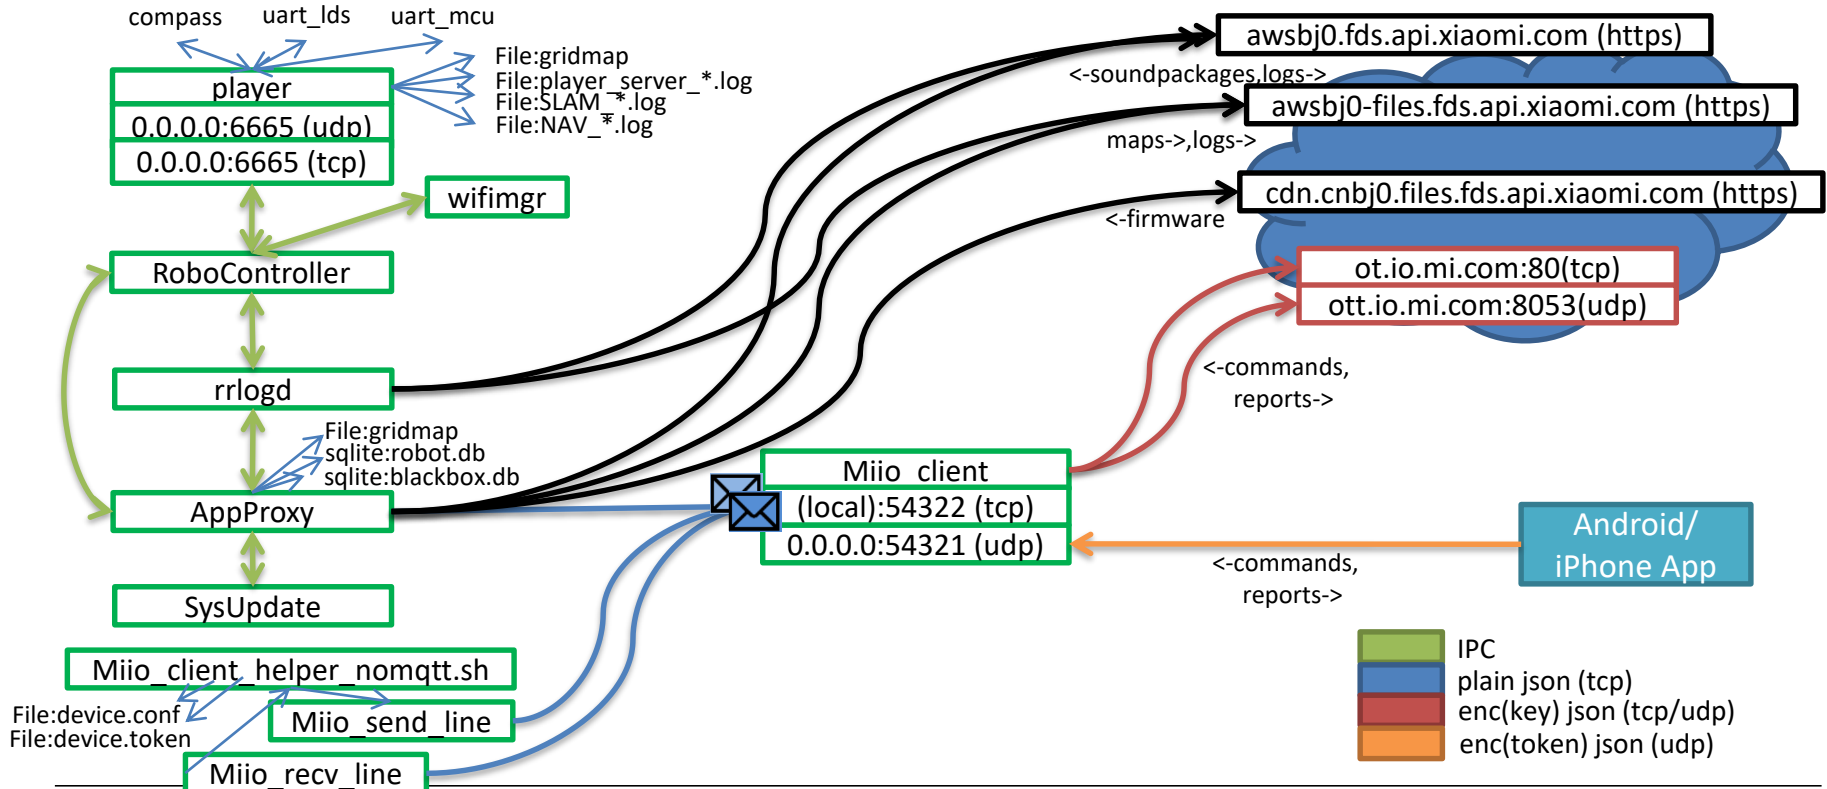 compass
uart_lds
uart_mcu
player
0.0.0.0:6665 (udp)
0.0.0.0:6665 (tcp)
File:gridmap
File:player_server_*.log
File:SLAM_*.log
File:NAV_*.log
wifimgr
RoboController
rrlogd
File:gridmap
sqlite:robot.db
sqlite:blackbox.db
AppProxy
SysUpdate
Miio_client_helper_nomqtt.sh
File:device.conf
File:device.token
Miio_send_line
Miio_recv_line
awsbj0.fds.api.xiaomi.com (https)
<-soundpackages,logs->
awsbj0-files.fds.api.xiaomi.com (https)
maps->,logs->
cdn.cnbj0.files.fds.api.xiaomi.com (https)
<-firmware
ot.io.mi.com:80(tcp)
ott.io.mi.com:8053(udp)
<-commands,
reports->
Miio_client
(local):54322 (tcp)
0.0.0.0:54321 (udp)
<-commands,
reports->
Android/
iPhone App
IPC
plain json (tcp)
enc(key) json (tcp/udp)
enc(token) json (udp)